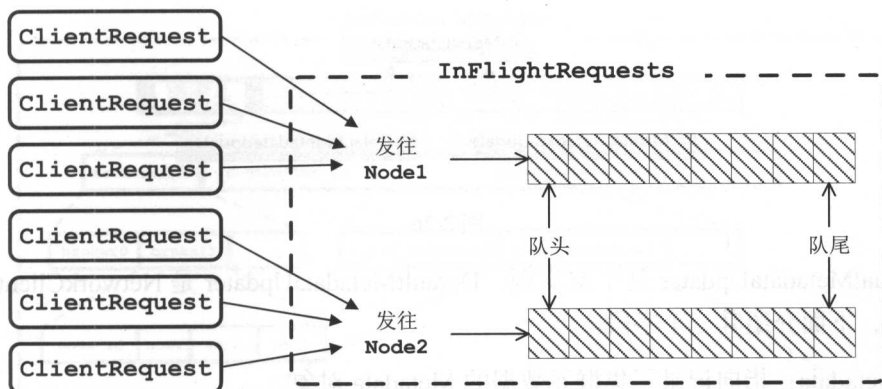 ClientRequest
ClientRequest
ClientRequest
ClientRequest
ClientRequest
ClientRequest
InFlightRequests
发往
Node1
队头
队尾
发往
Node2